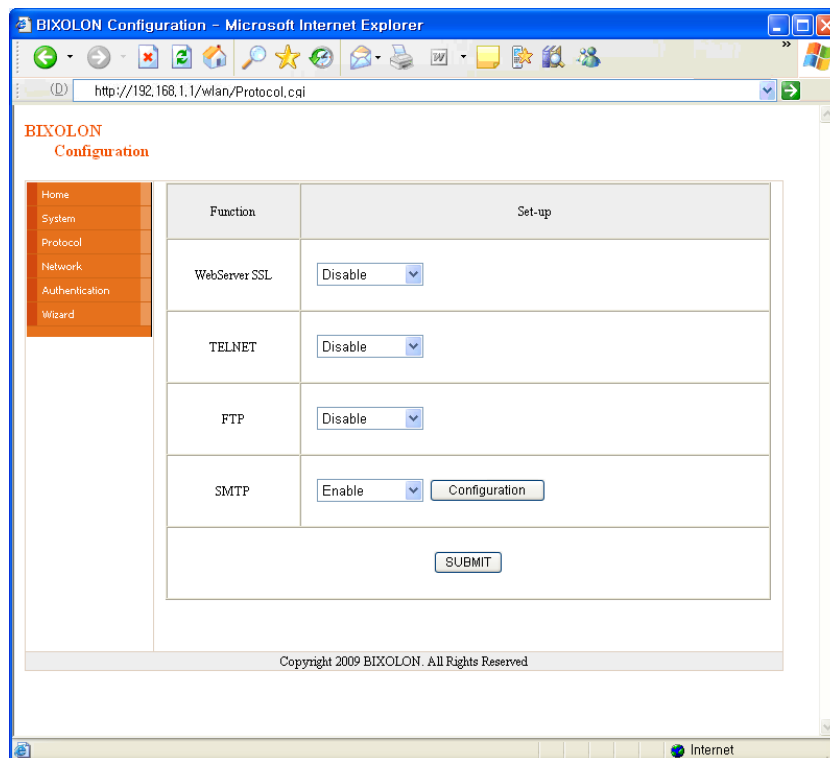 BIXOLON Configuration - Microsoft Internet Explorer
(D) http://192,168,1,1/wlan/Protocol,cgi
BIXOLON
Configuration
Home
System
Protocol
Network
Authentication
Wizard
Function Set-up
WebServer SSL Disable
TELNET Disable
FTP Disable
SMTP Enable Configuration
SUBMIT
Copyright 2009 BIXOLON. All Rights Reserved
Internet